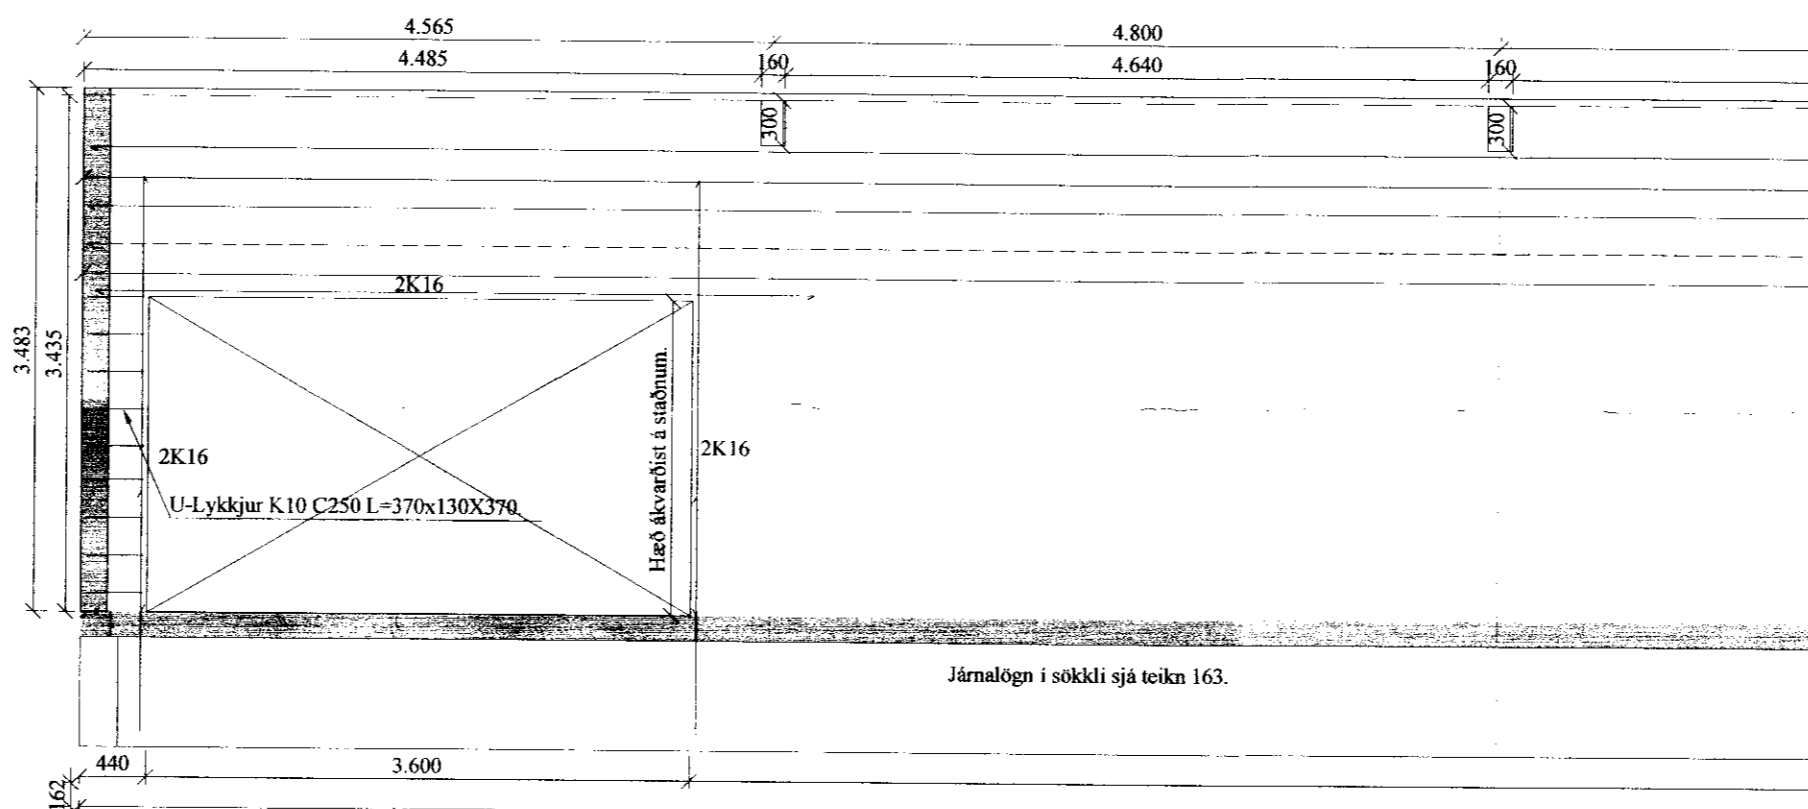 4.565
4.800
4.485
160
4.640
160
300
300
3.483
3.435
2K16
Hæð ákvarðist á staðnum.
2K16
2K16
U-Lykkjur K10 C250 L=370x130X370
Járnalögn í sökkli sjá teikn 163.
440
3.600
162